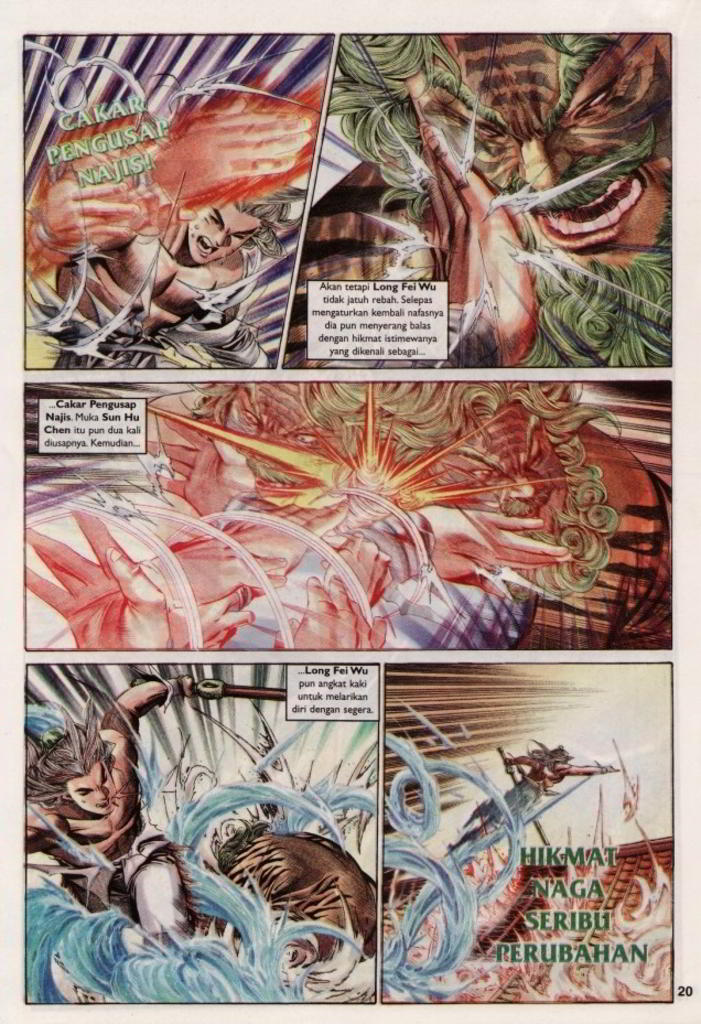 CAKAR
PENGUSAP
NAJIS!
Akan tetapi Long Fei Wu
tidak jatuh rebah. Selepas
mengaturkan kembali nafasnya
dia pun menyerang balas
dengan hikmat istimewanya
yang dikenali sebagai...
...Cakar Pengusap
Najis. Muka Sun Hu
Chen itu pun dua kali
diusapnya. Kemudian...
...Long Fei Wu
pun angkat kaki
untuk melarikan
diri dengan segera.
HIKMAT
NAGA
SERIBU
PERUBAHAN
20